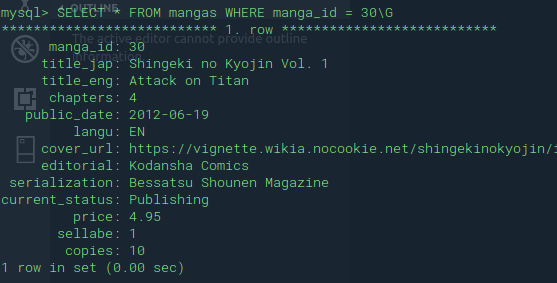 mysql> SELECT * FROM mangas WHERE manga_id = 30\G
OUTLINE
*************************** 1. row ***************************
The active editor cannot provide outline
information.
manga_id: 30
title_jap: Shingeki no Kyojin Vol. 1
title_eng: Attack on Titan
chapters: 4
public_date: 2012-06-19
langu: EN
cover_url: https://vignette.wikia.nocookie.net/shingekinokyojin/i
editorial: Kodansha Comics
serialization: Bessatsu Shounen Magazine
current_status: Publishing
price: 4.95
sellabe: 1
copies: 10
1 row in set (0.00 sec)